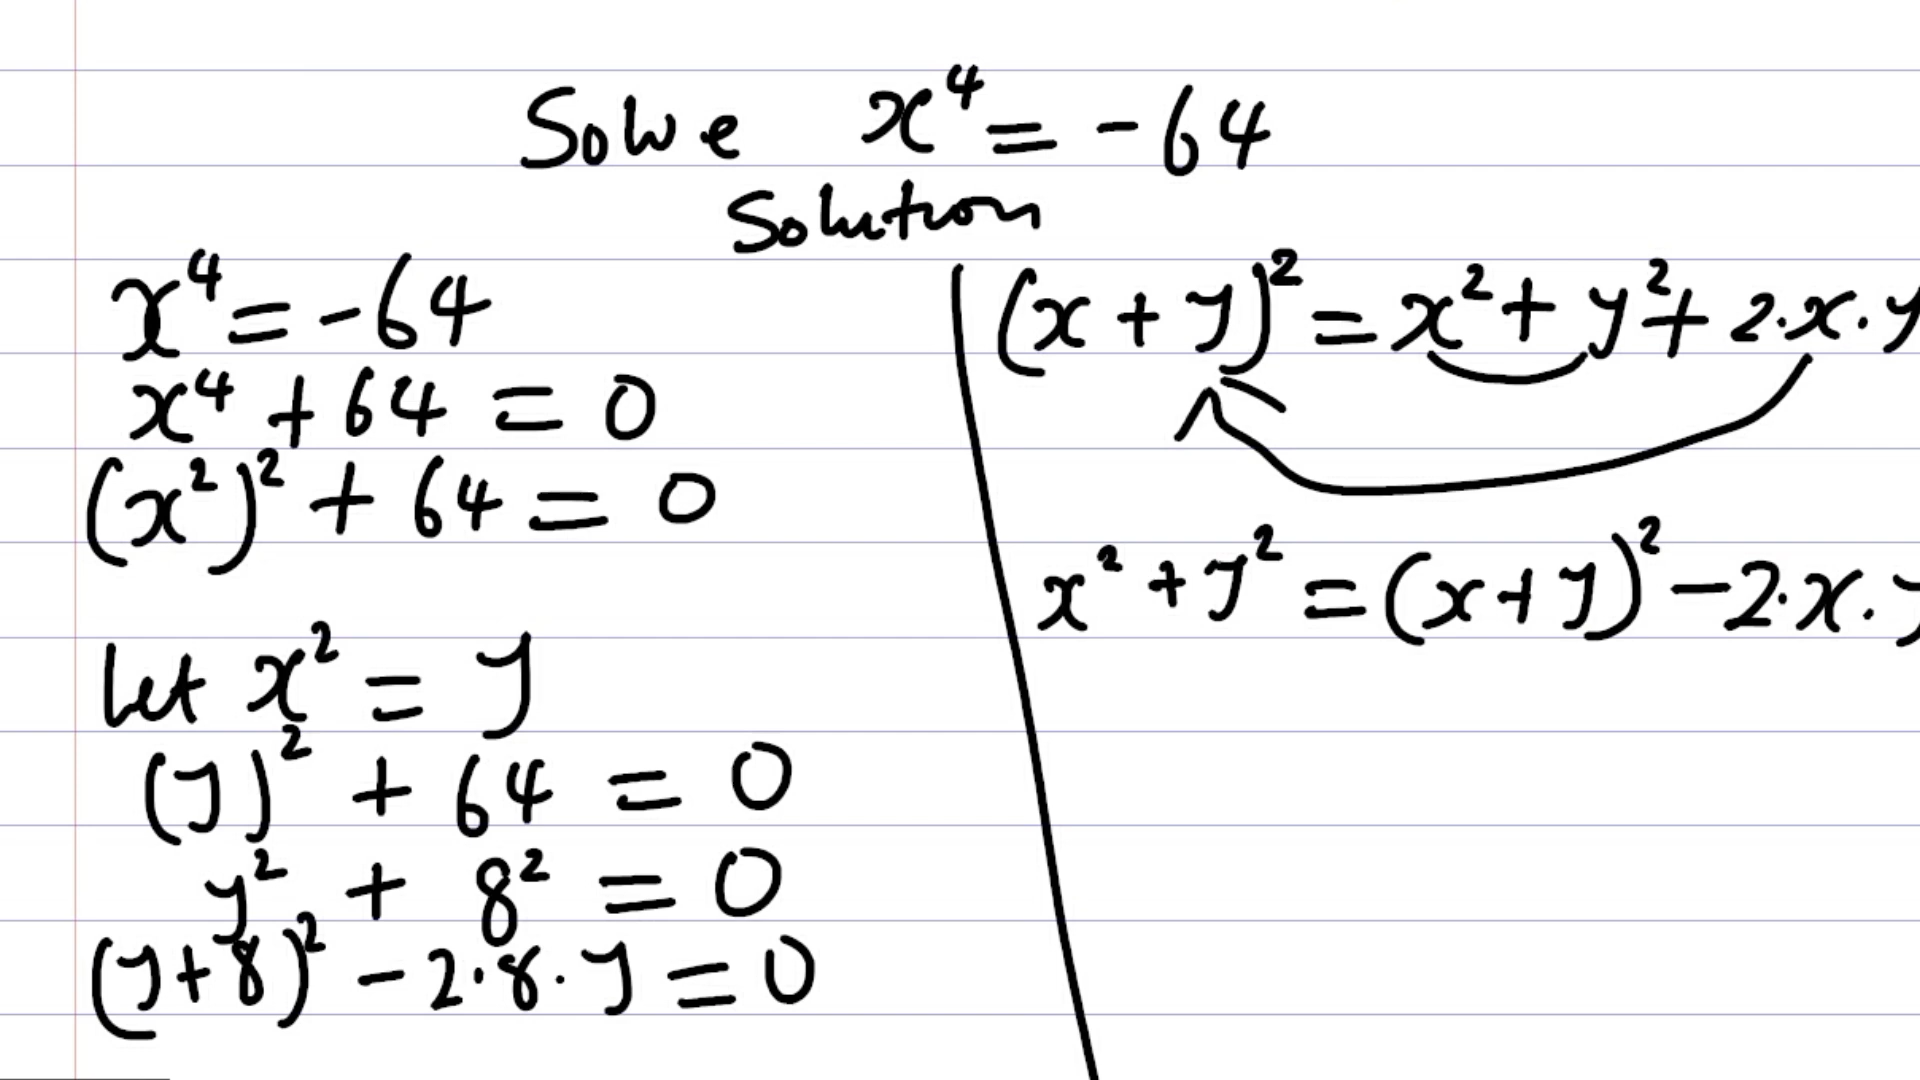 Solve x⁴ = -64
Solution
x⁴ = -64
x⁴ + 64 = 0
(x²)² + 64 = 0
Let x² = y
(y)² + 64 = 0
y² + 8² = 0
(y+8)² - 2·8·y = 0
(x + y)² = x² + y² + 2·x·y
x² + y² = (x+y)² - 2·x·y